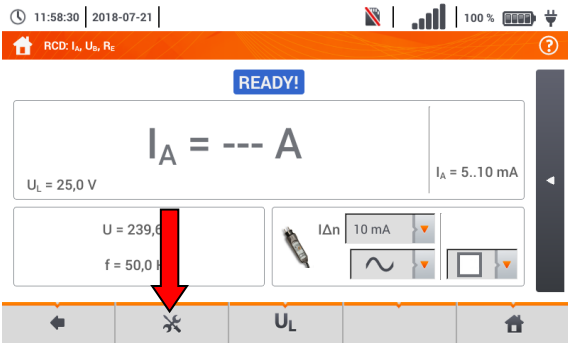 11:58:30 2018-07-21 100 %
RCD: IA, UB, RE ?
READY!
IA = --- A
UL = 25,0 V
IA = 5..10 mA
U = 239,6
f = 50,0
IΔn 10 mA
UL